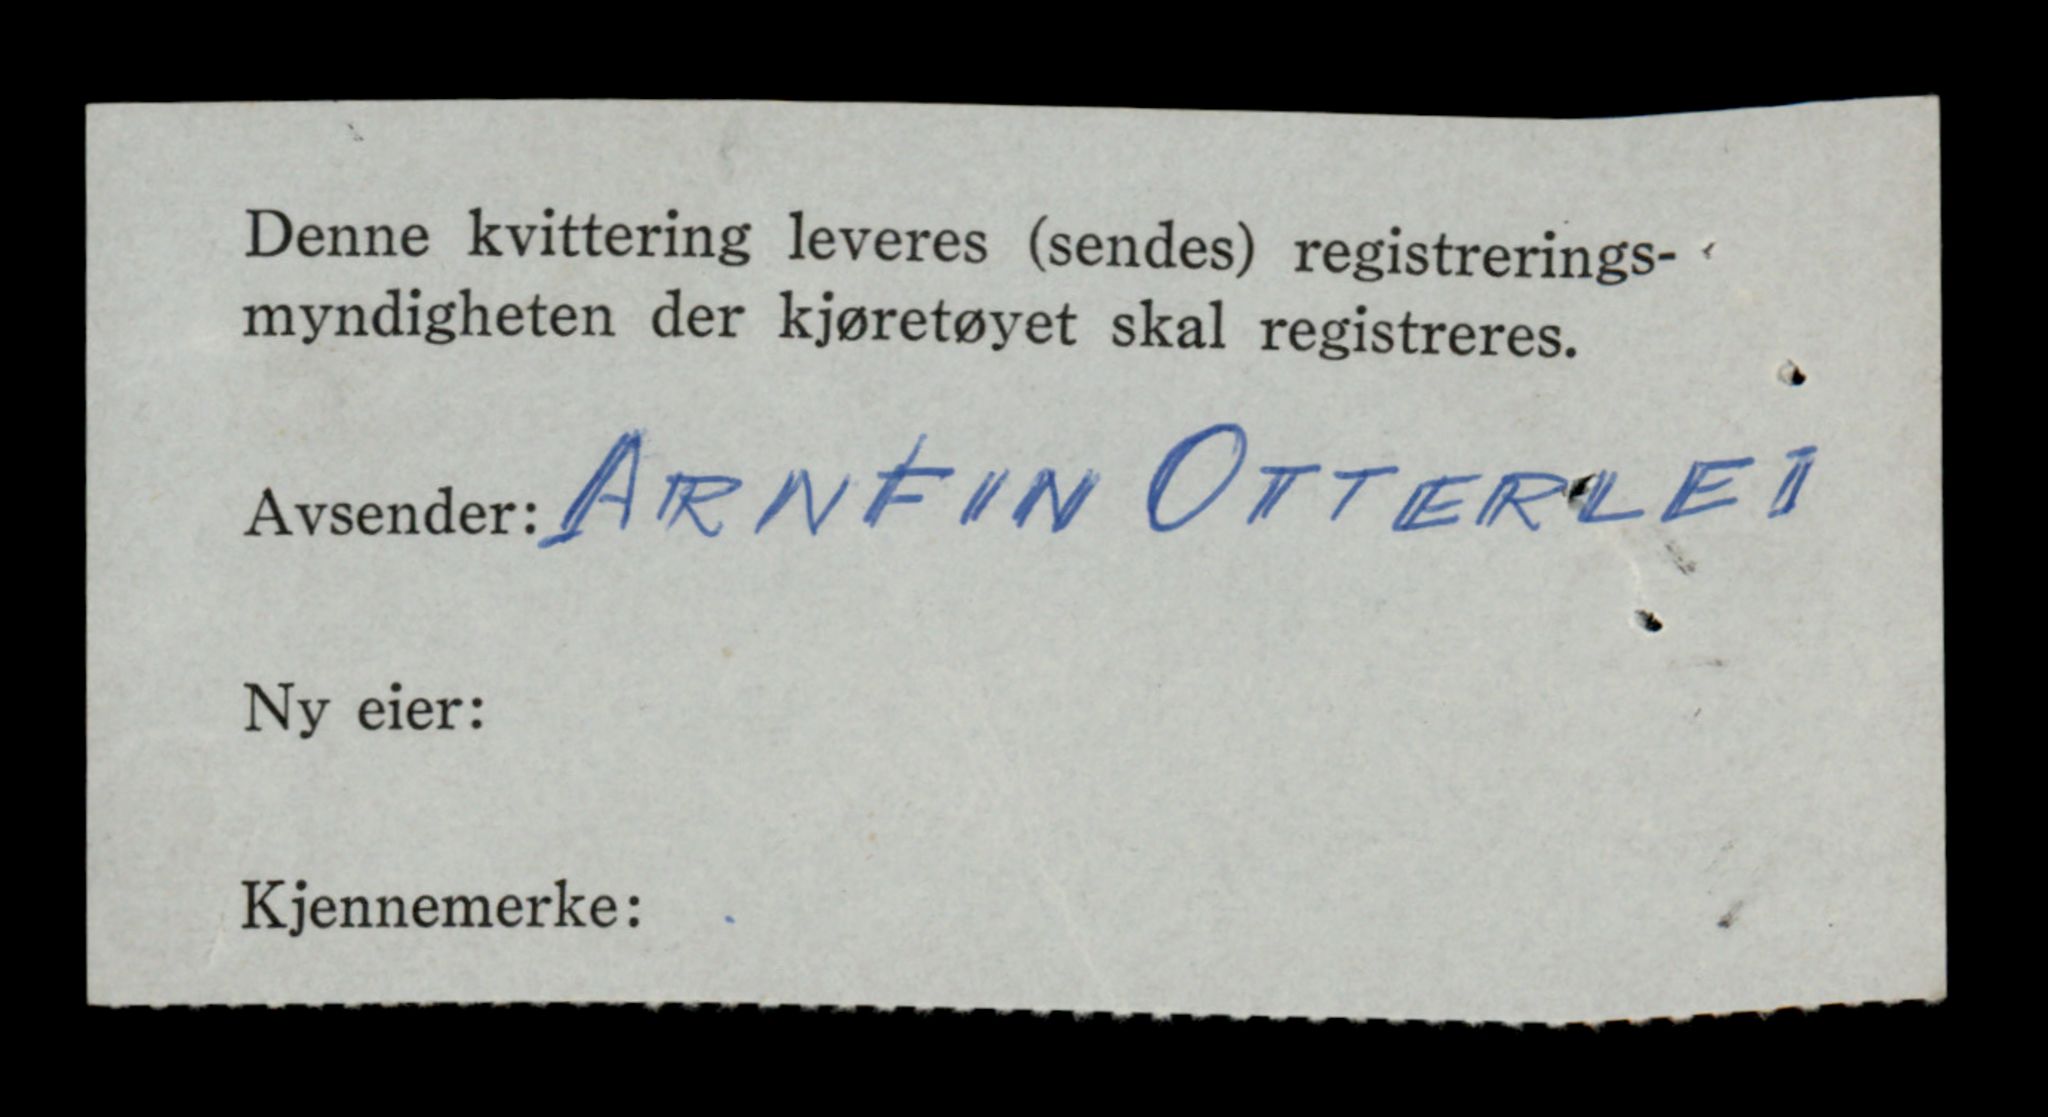 Denne kvittering leveres (sendes) registrerings-
myndigheten der kjøretøyet skal registreres.
Avsender: ARNFIN OTTERLEI
Ny eier:
Kjennemerke: